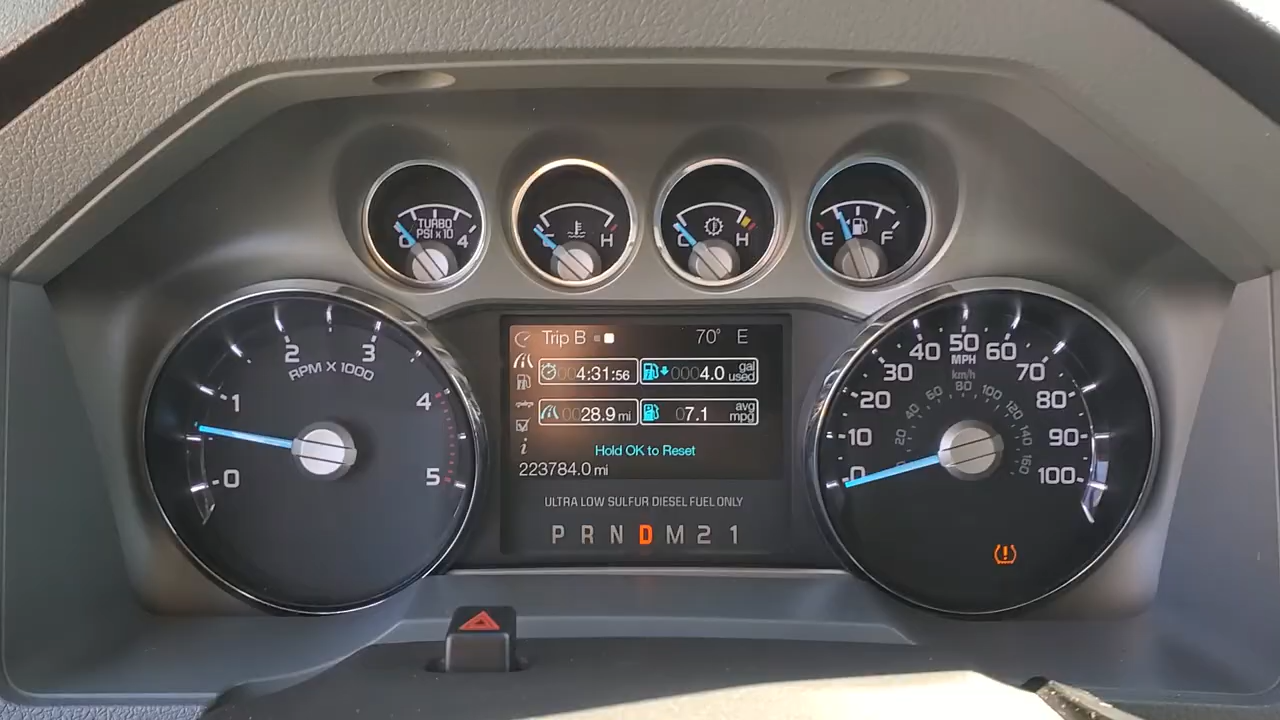 TURBO
PSI x 10
0 4
C H
C H
E F
0 1 2 3 4 5
RPM X 1000
Trip B 70° E
0004:31:56
0004.0 gal used
00028.9 mi
07.1 avg mpg
Hold OK to Reset
i
223784.0 mi
ULTRA LOW SULFUR DIESEL FUEL ONLY
P R N D M 2 1
0 10 20 30 40 50 60 70 80 90 100
MPH
km/h
20 40 60 80 100 120 140 160